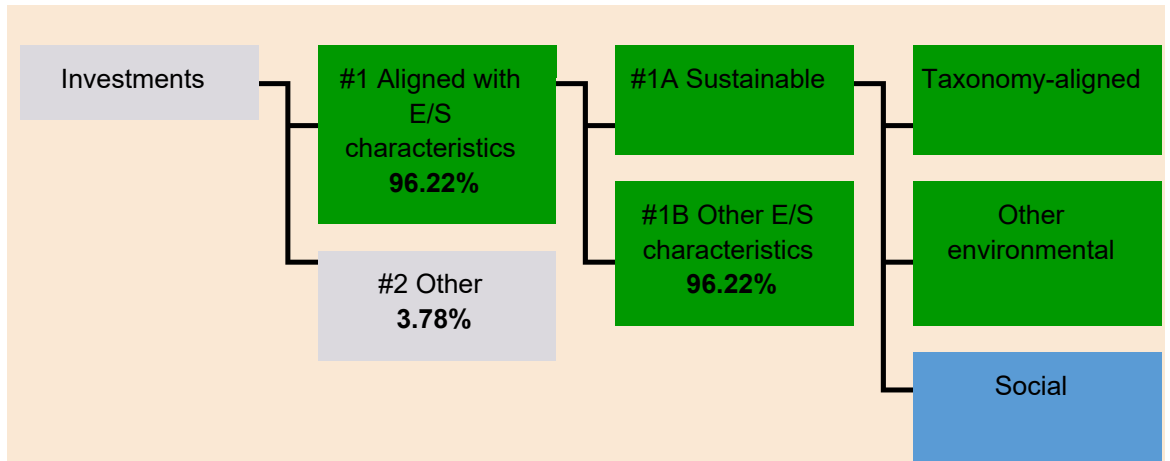 Investments
#1 Aligned with
E/S
characteristics
96.22%
#2 Other
3.78%
#1A Sustainable
#1B Other E/S
characteristics
96.22%
Taxonomy-aligned
Other
environmental
Social